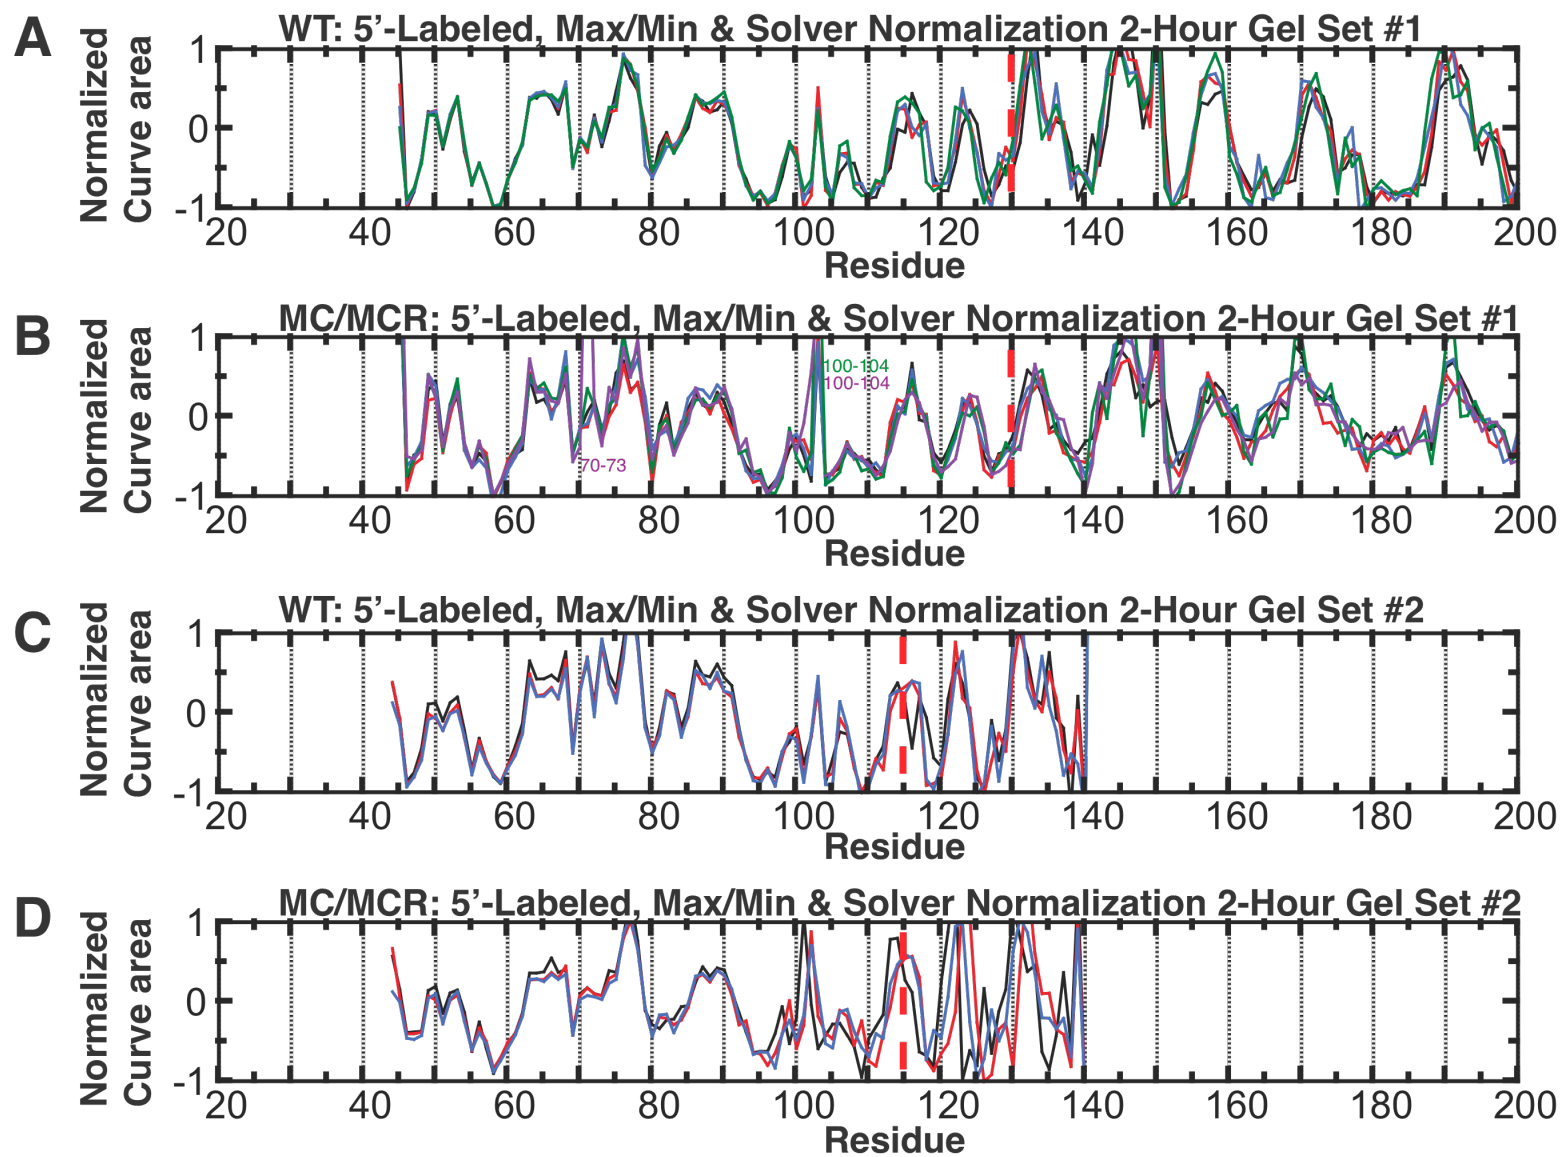 A
WT: 5’-Labeled, Max/Min & Solver Normalization 2-Hour Gel Set #1
Normalized
Curve area
1
0
-1
20 40 60 80 100 120 140 160 180 200
Residue
B
MC/MCR: 5’-Labeled, Max/Min & Solver Normalization 2-Hour Gel Set #1
Normalized
Curve area
1
0
-1
100-104
100-104
70-73
20 40 60 80 100 120 140 160 180 200
Residue
C
WT: 5’-Labeled, Max/Min & Solver Normalization 2-Hour Gel Set #2
Normalized
Curve area
1
0
-1
20 40 60 80 100 120 140 160 180 200
Residue
D
MC/MCR: 5’-Labeled, Max/Min & Solver Normalization 2-Hour Gel Set #2
Normalized
Curve area
1
0
-1
20 40 60 80 100 120 140 160 180 200
Residue